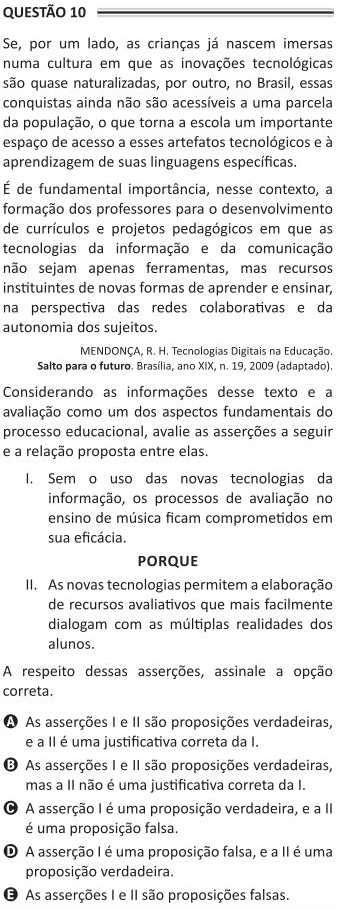 QUESTÃO 10
Se, por um lado, as crianças já nascem imersas
numa cultura em que as inovações tecnológicas
são quase naturalizadas, por outro, no Brasil, essas
conquistas ainda não são acessíveis a uma parcela
da população, o que torna a escola um importante
espaço de acesso a esses artefatos tecnológicos e à
aprendizagem de suas linguagens específicas.
É de fundamental importância, nesse contexto, a
formação dos professores para o desenvolvimento
de currículos e projetos pedagógicos em que as
tecnologias da informação e da comunicação
não sejam apenas ferramentas, mas recursos
instituintes de novas formas de aprender e ensinar,
na perspectiva das redes colaborativas e da
autonomia dos sujeitos.
MENDONÇA, R. H. Tecnologias Digitais na Educação.
Salto para o futuro. Brasília, ano XIX, n. 19, 2009 (adaptado).
Considerando as informações desse texto e a
avaliação como um dos aspectos fundamentais do
processo educacional, avalie as asserções a seguir
e a relação proposta entre elas.
I. Sem o uso das novas tecnologias da
informação, os processos de avaliação no
ensino de música ficam comprometidos em
sua eficácia.
PORQUE
II. As novas tecnologias permitem a elaboração
de recursos avaliativos que mais facilmente
dialogam com as múltiplas realidades dos
alunos.
A respeito dessas asserções, assinale a opção
correta.
A As asserções I e II são proposições verdadeiras,
e a II é uma justificativa correta da I.
B As asserções I e II são proposições verdadeiras,
mas a II não é uma justificativa correta da I.
C A asserção I é uma proposição verdadeira, e a II
é uma proposição falsa.
D A asserção I é uma proposição falsa, e a II é uma
proposição verdadeira.
E As asserções I e II são proposições falsas.